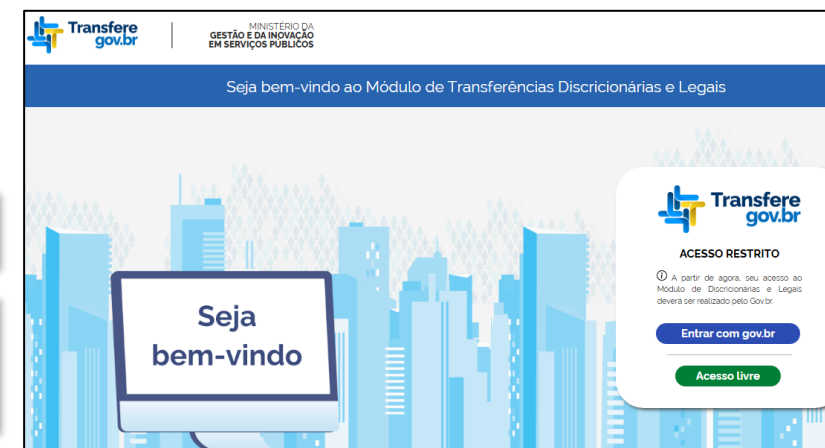 Transfere
gov.br
MINISTÉRIO DA
GESTÃO E DA INOVAÇÃO
EM SERVIÇOS PÚBLICOS
Seja bem-vindo ao Módulo de Transferências Discricionárias e Legais
Seja
bem-vindo
Transfere
gov.br
ACESSO RESTRITO
A partir de agora, seu acesso ao
Módulo de Discricionárias e Legais
deverá ser realizado pelo Gov.br.
Entrar com gov.br
Acesso livre